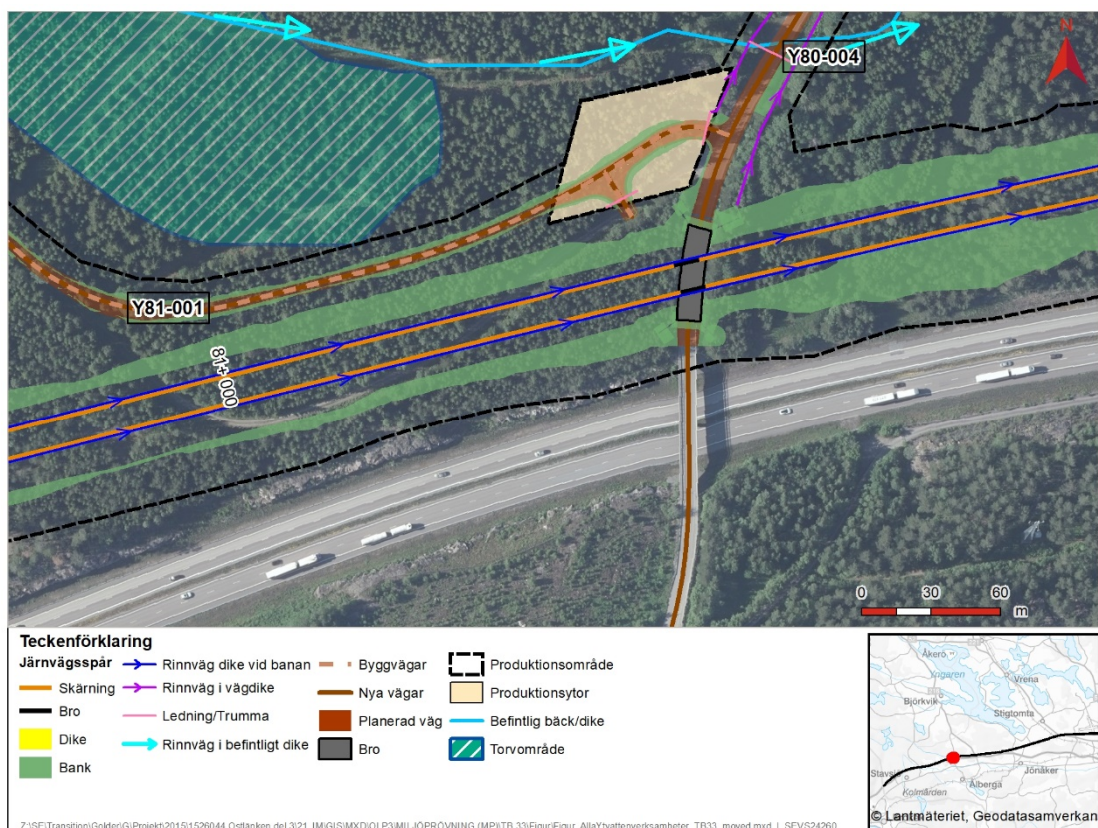 Y80-004
N
Y81-001
81+000
0 30 60
m
Teckenförklaring
Järnvägsspår
Skärning
Bro
Dike
Bank
Rinnväg dike vid banan
Rinnväg i vägdike
Ledning/Trumma
Rinnväg i befintligt dike
Byggvägar
Nya vägar
Planerad väg
Bro
Produktionsområde
Produktionsytor
Befintlig bäck/dike
Torvområde
Åkerö
Yngaren
Vrena
Björkvik
Stigtomta
Stavsjö
Jönåker
Kolmården
Ålberga
© Lantmäteriet, Geodatasamverkan